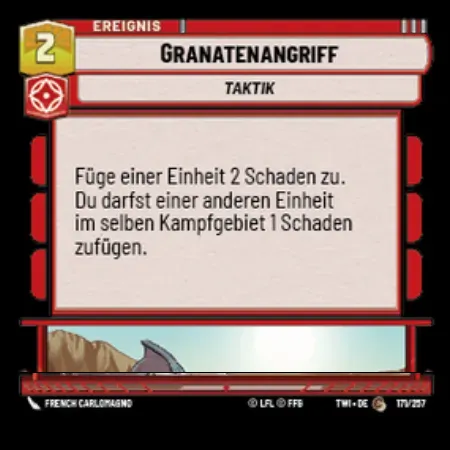 EREIGNIS
2
GRANATENANGRIFF
TAKTIK
Füge einer Einheit 2 Schaden zu.
Du darfst einer anderen Einheit
im selben Kampfgebiet 1 Schaden
zufügen.
FRENCH CARLOMAGNO © LFL Ⓟ FFG TWI • DE 171/257